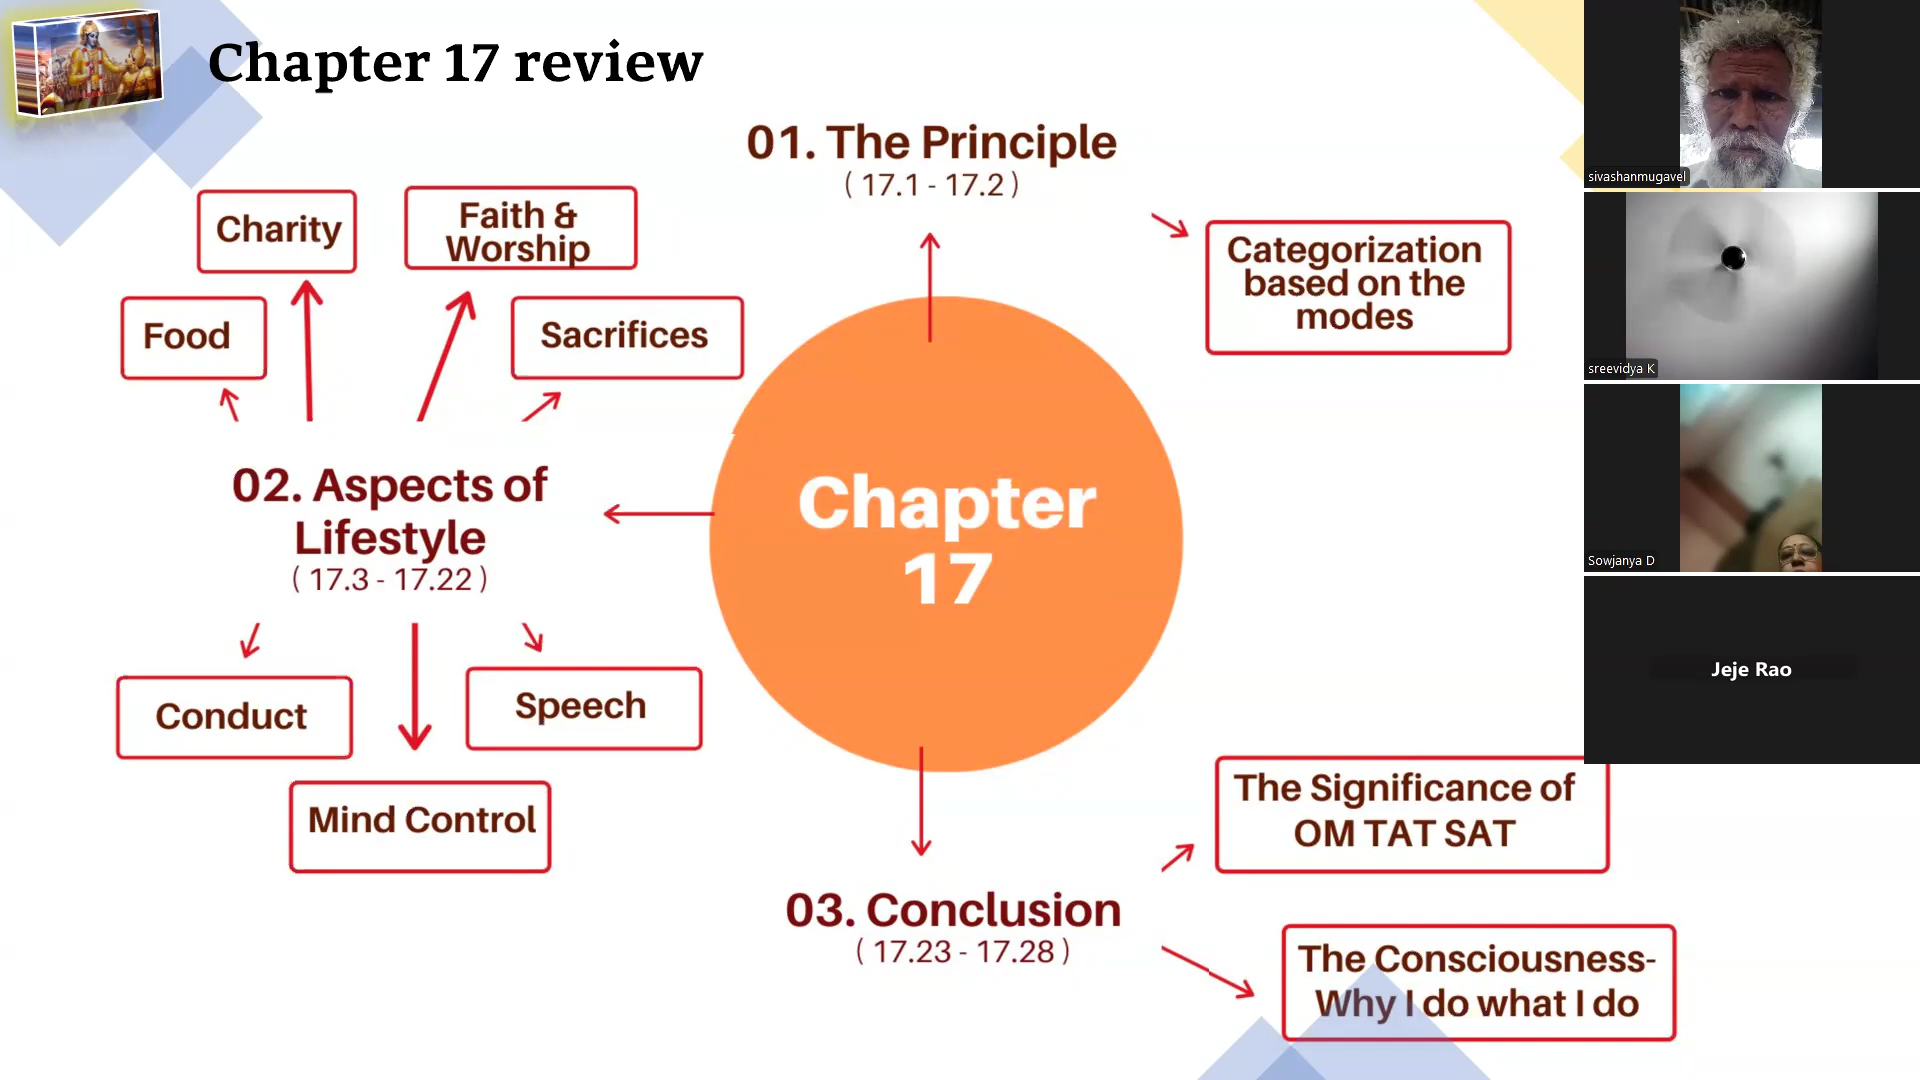 Chapter 17 review
01. The Principle
( 17.1 - 17.2 )
Categorization
based on the
modes
Charity
Faith &
Worship
Food
Sacrifices
02. Aspects of
Lifestyle
( 17.3 - 17.22 )
Conduct
Speech
Mind Control
Chapter
17
03. Conclusion
( 17.23 - 17.28 )
The Significance of
OM TAT SAT
The Consciousness-
Why I do what I do
sivashanmugavel
sreevidya K
Sowjanya D
Jeje Rao